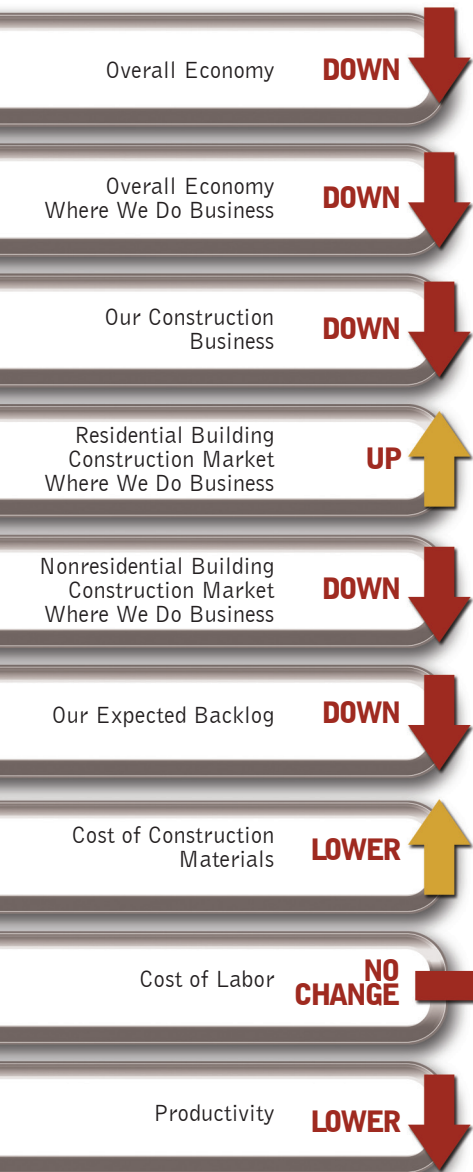 Overall Economy DOWN
Overall Economy
Where We Do Business DOWN
Our Construction
Business DOWN
Residential Building
Construction Market
Where We Do Business UP
Nonresidential Building
Construction Market
Where We Do Business DOWN
Our Expected Backlog DOWN
Cost of Construction
Materials LOWER
Cost of Labor NO
CHANGE
Productivity LOWER